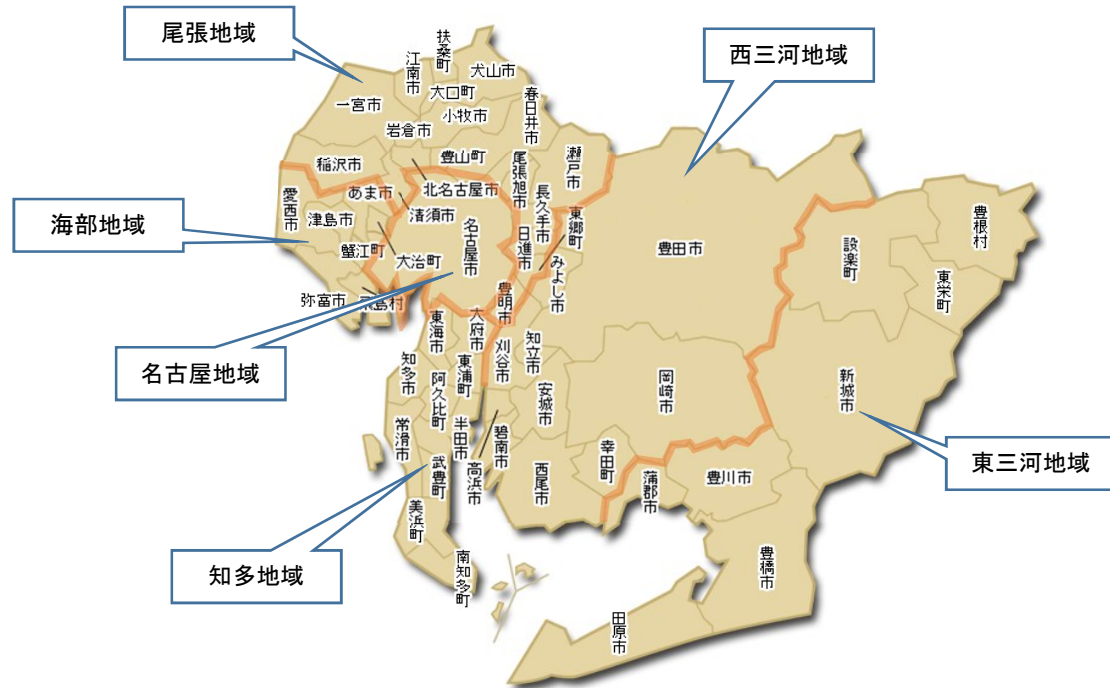 尾張地域
西三河地域
海部地域
名古屋地域
知多地域
東三河地域
扶桑町
江南市
犬山市
大口町
一宮市
小牧市
春日井市
岩倉市
稲沢市
豊山町
尾張旭市
瀬戸市
北名古屋市
あま市
長久手市
愛西市
清須市
津島市
東郷町
名古屋市
日進市
豊田市
蟹江町
大治町
みよし市
設楽町
豊根村
東栄町
弥富市
飛島村
豊明市
東海市
大府市
刈谷市
知立市
知多市
東浦町
阿久比町
安城市
岡崎市
新城市
常滑市
半田市
碧南市
武豊町
高浜市
西尾市
幸田町
蒲郡市
豊川市
美浜町
南知多町
豊橋市
田原市